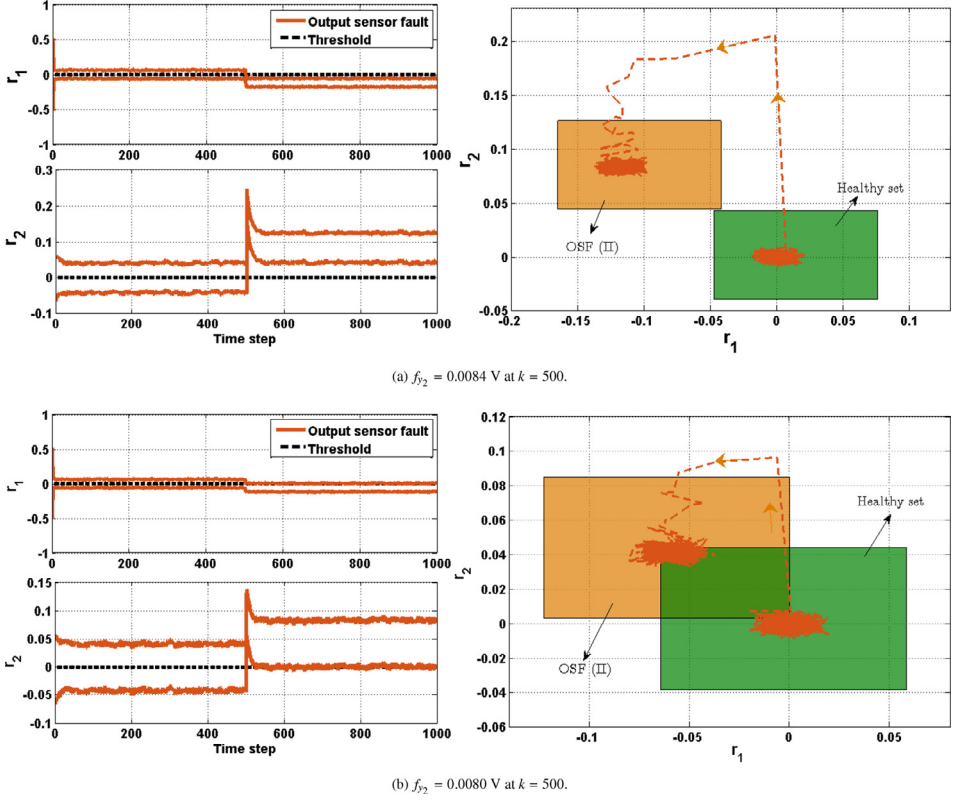 1
0.5
0
-0.5
-1
r1
0 200 400 600 800 1000
Output sensor fault
Threshold
0.3
0.2
0.1
0
-0.1
r2
0 200 400 600 800 1000
Time step
0.2
0.15
0.1
0.05
0
-0.05
r2
-0.2 -0.15 -0.1 -0.05 0 0.05 0.1
r1
Healthy set
OSF (II)
(a) fy2 = 0.0084 V at k = 500.
1
0.5
0
-0.5
-1
r1
0 200 400 600 800 1000
Output sensor fault
Threshold
0.15
0.1
0.05
0
-0.05
-0.1
r2
0 200 400 600 800 1000
Time step
0.12
0.1
0.08
0.06
0.04
0.02
0
-0.02
-0.04
-0.06
r2
-0.1 -0.05 0 0.05
r1
Healthy set
OSF (II)
(b) fy2 = 0.0080 V at k = 500.